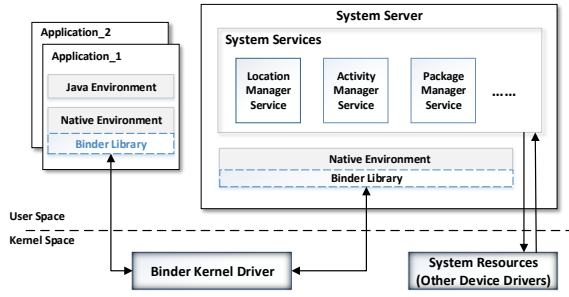 Application_2
Application_1
Java Environment
Native Environment
Binder Library
System Server
System Services
Location
Manager
Service
Activity
Manager
Service
Package
Manager
Service
......
Native Environment
Binder Library
User Space
Kernel Space
Binder Kernel Driver
System Resources
(Other Device Drivers)